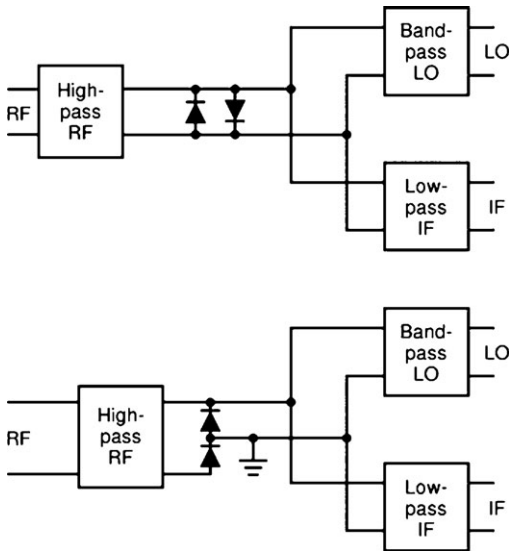 Band-
pass
LO
LO
High-
pass
RF
RF
Low-
pass
IF
IF
Band-
pass
LO
LO
High-
pass
RF
RF
Low-
pass
IF
IF